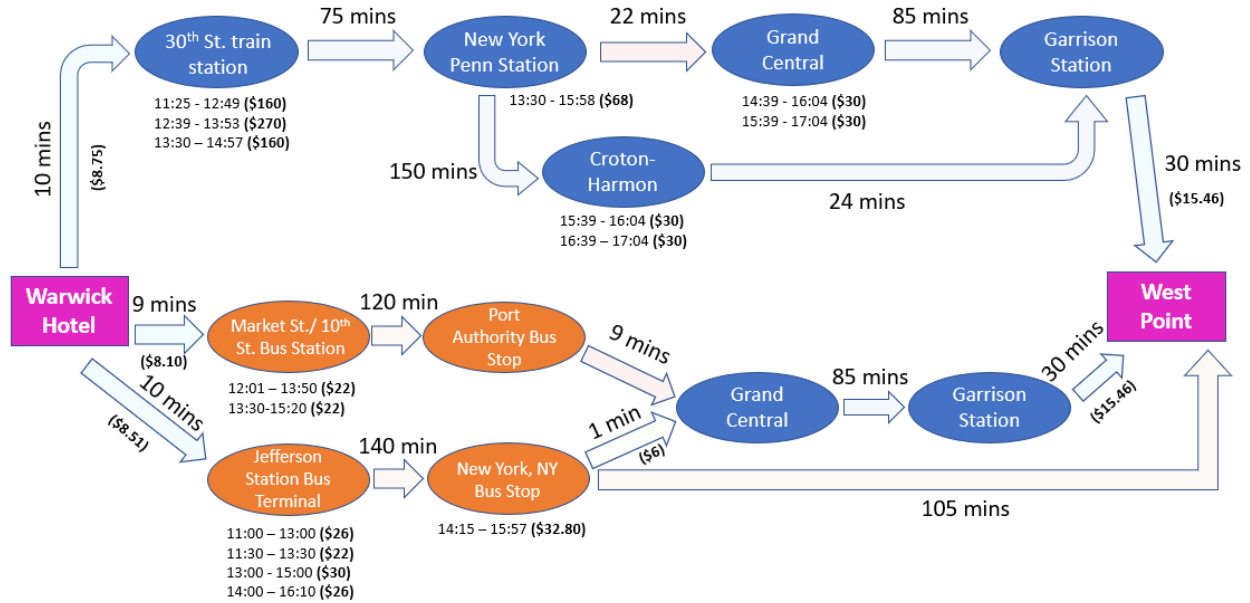 75 mins
22 mins
85 mins
30th St. train
station
New York
Penn Station
Grand
Central
Garrison
Station
11:25 - 12:49 ($160)
12:39 - 13:53 ($270)
13:30 – 14:57 ($160)
13:30 - 15:58 ($68)
14:39 - 16:04 ($30)
15:39 - 17:04 ($30)
10 mins
($8.75)
150 mins
Croton-
Harmon
24 mins
30 mins
($15.46)
15:39 - 16:04 ($30)
16:39 – 17:04 ($30)
Warwick
Hotel
9 mins
($8.10)
Market St./ 10th
St. Bus Station
120 min
Port
Authority Bus
Stop
9 mins
West
Point
12:01 – 13:50 ($22)
13:30-15:20 ($22)
10 mins
($8.51)
Grand
Central
85 mins
Garrison
Station
30 mins
($15.46)
Jefferson
Station Bus
Terminal
140 min
New York, NY
Bus Stop
1 min
($6)
105 mins
11:00 – 13:00 ($26)
11:30 – 13:30 ($22)
13:00 - 15:00 ($30)
14:00 – 16:10 ($26)
14:15 – 15:57 ($32.80)